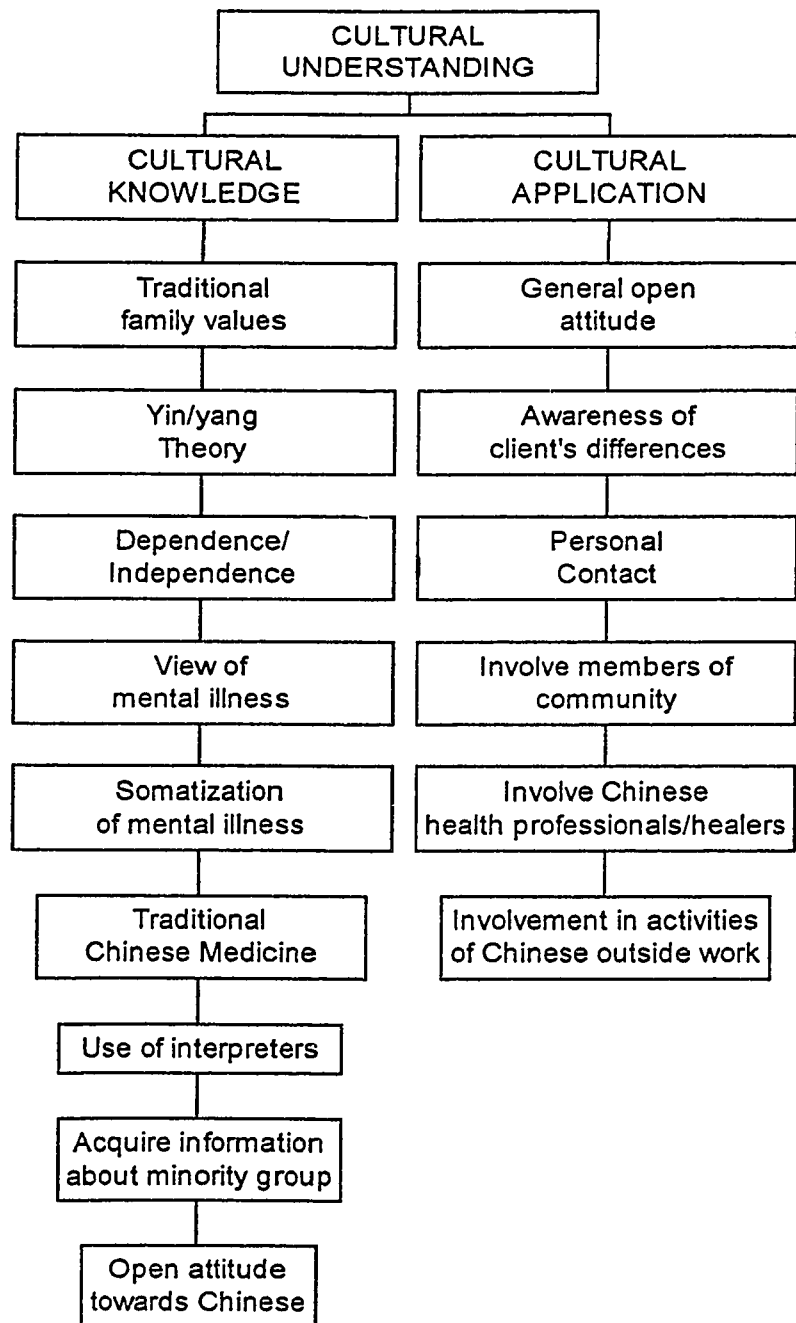 CULTURAL
UNDERSTANDING
CULTURAL
KNOWLEDGE
Traditional
family values
Yin/yang
Theory
Dependence/
Independence
View of
mental illness
Somatization
of mental illness
Traditional
Chinese Medicine
Use of interpreters
Acquire information
about minority group
Open attitude
towards Chinese
CULTURAL
APPLICATION
General open
attitude
Awareness of
client's differences
Personal
Contact
Involve members of
community
Involve Chinese
health professionals/healers
Involvement in activities
of Chinese outside work